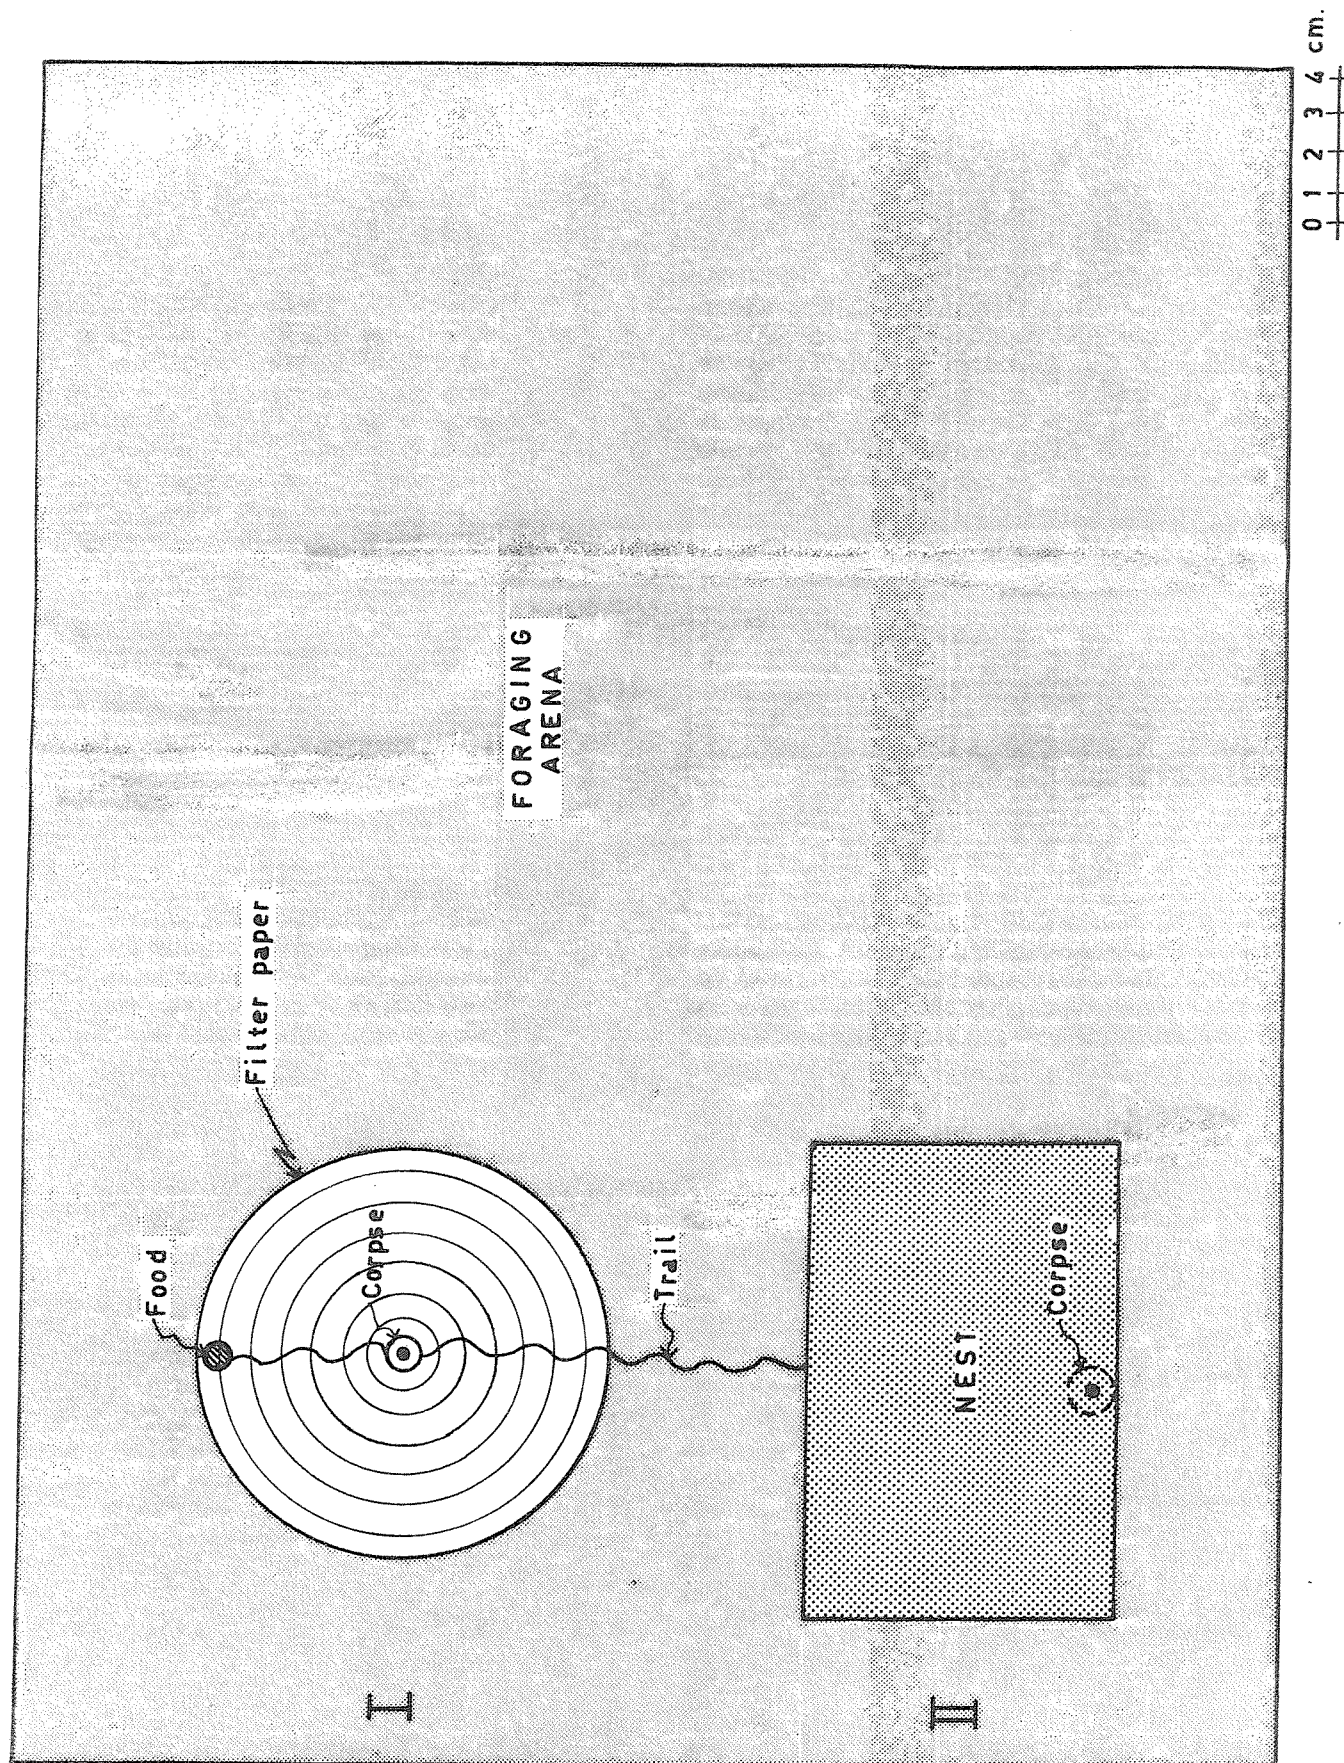 I
II
Food
Filter paper
Corpse
Trail
NEST
Corpse
FORAGING
ARENA
0 1 2 3 4 cm.